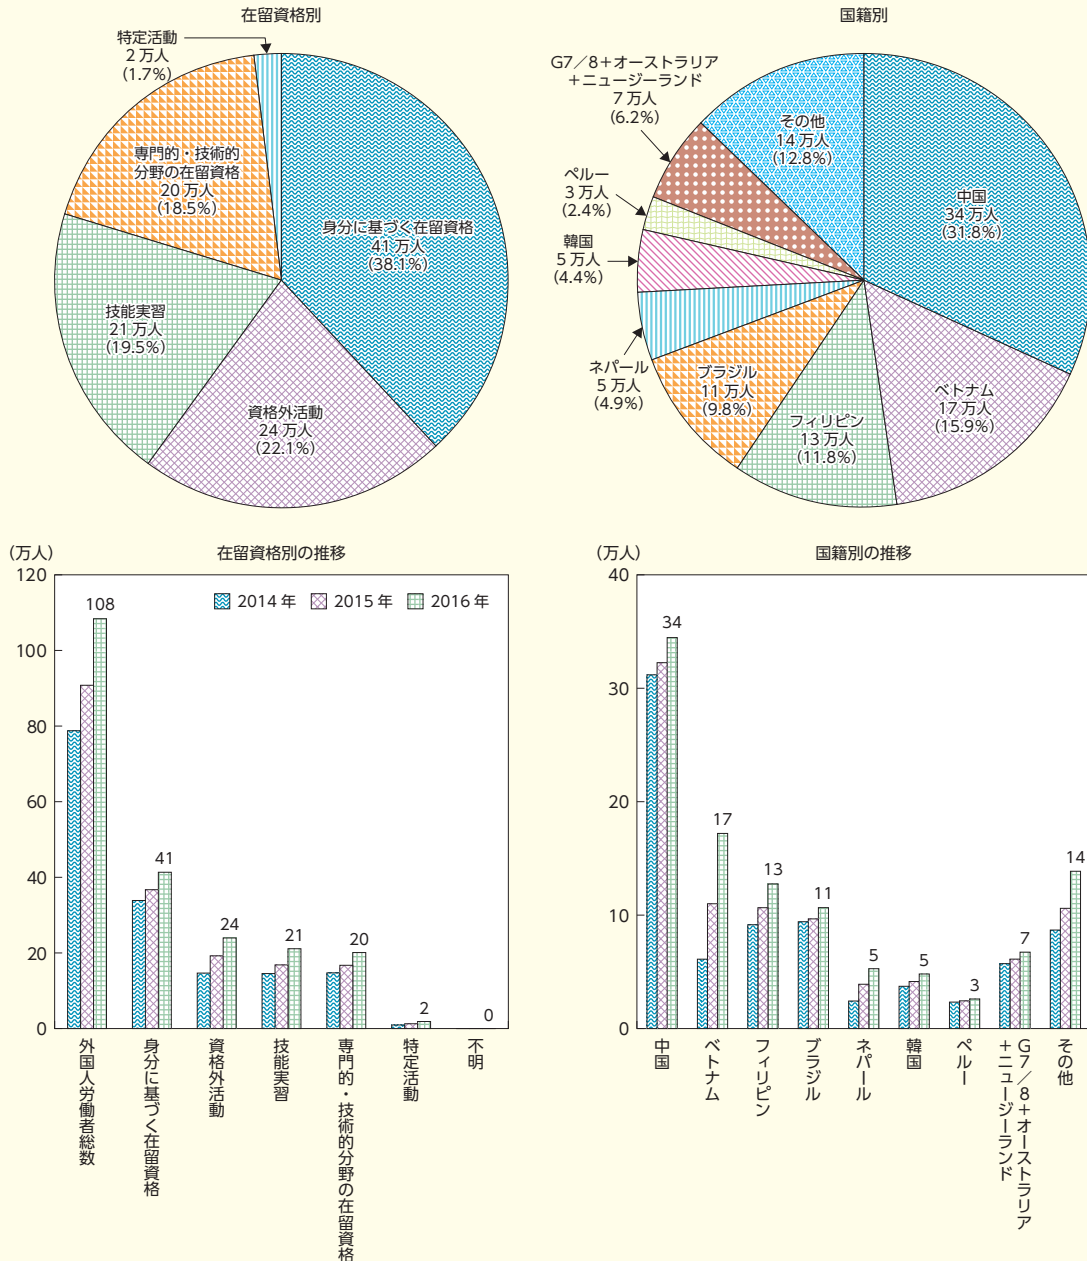 在留資格別
特定活動
2万人
(1.7%)
専門的・技術的
分野の在留資格
20万人
(18.5%)
身分に基づく在留資格
41万人
(38.1%)
技能実習
21万人
(19.5%)
資格外活動
24万人
(22.1%)
国籍別
G7／8＋オーストラリア
＋ニュージーランド
7万人
(6.2%)
その他
14万人
(12.8%)
ペルー
3万人
(2.4%)
中国
34万人
(31.8%)
韓国
5万人
(4.4%)
ネパール
5万人
(4.9%)
ブラジル
11万人
(9.8%)
フィリピン
13万人
(11.8%)
ベトナム
17万人
(15.9%)
（万人）
在留資格別の推移
120
100
80
60
40
20
0
2014年
2015年
2016年
108
41
24
21
20
2
0
外国人労働者総数
身分に基づく在留資格
資格外活動
技能実習
専門的・技術的分野の在留資格
特定活動
不明
（万人）
国籍別の推移
40
30
20
10
0
34
17
13
11
5
5
3
7
14
中国
ベトナム
フィリピン
ブラジル
ネパール
韓国
ペルー
G7／8＋オーストラリア
＋ニュージーランド
その他